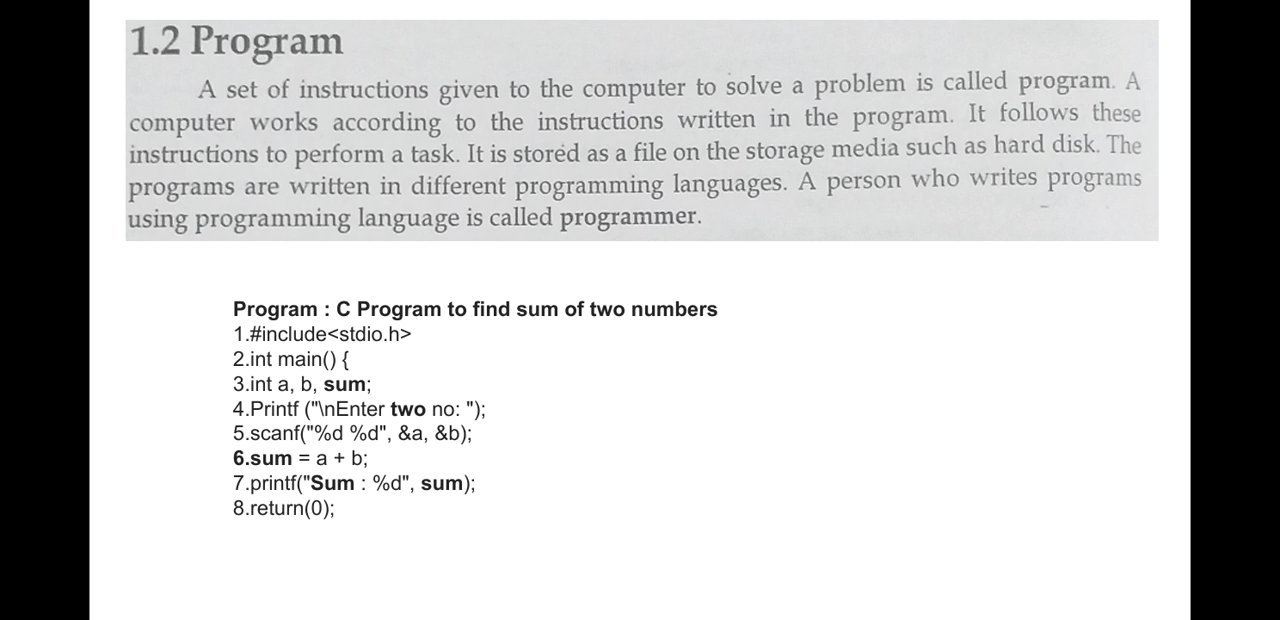 1.2 Program
A set of instructions given to the computer to solve a problem is called program. A
computer works according to the instructions written in the program. It follows these
instructions to perform a task. It is stored as a file on the storage media such as hard disk. The
programs are written in different programming languages. A person who writes programs
using programming language is called programmer.
Program : C Program to find sum of two numbers
1.#include<stdio.h>
2.int main() {
3.int a, b, sum;
4.Printf ("\nEnter two no: ");
5.scanf("%d %d", &a, &b);
6.sum = a + b;
7.printf("Sum : %d", sum);
8.return(0);